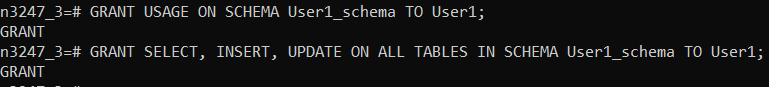 n3247_3=# GRANT USAGE ON SCHEMA User1_schema TO User1;
GRANT
n3247_3=# GRANT SELECT, INSERT, UPDATE ON ALL TABLES IN SCHEMA User1_schema TO User1;
GRANT